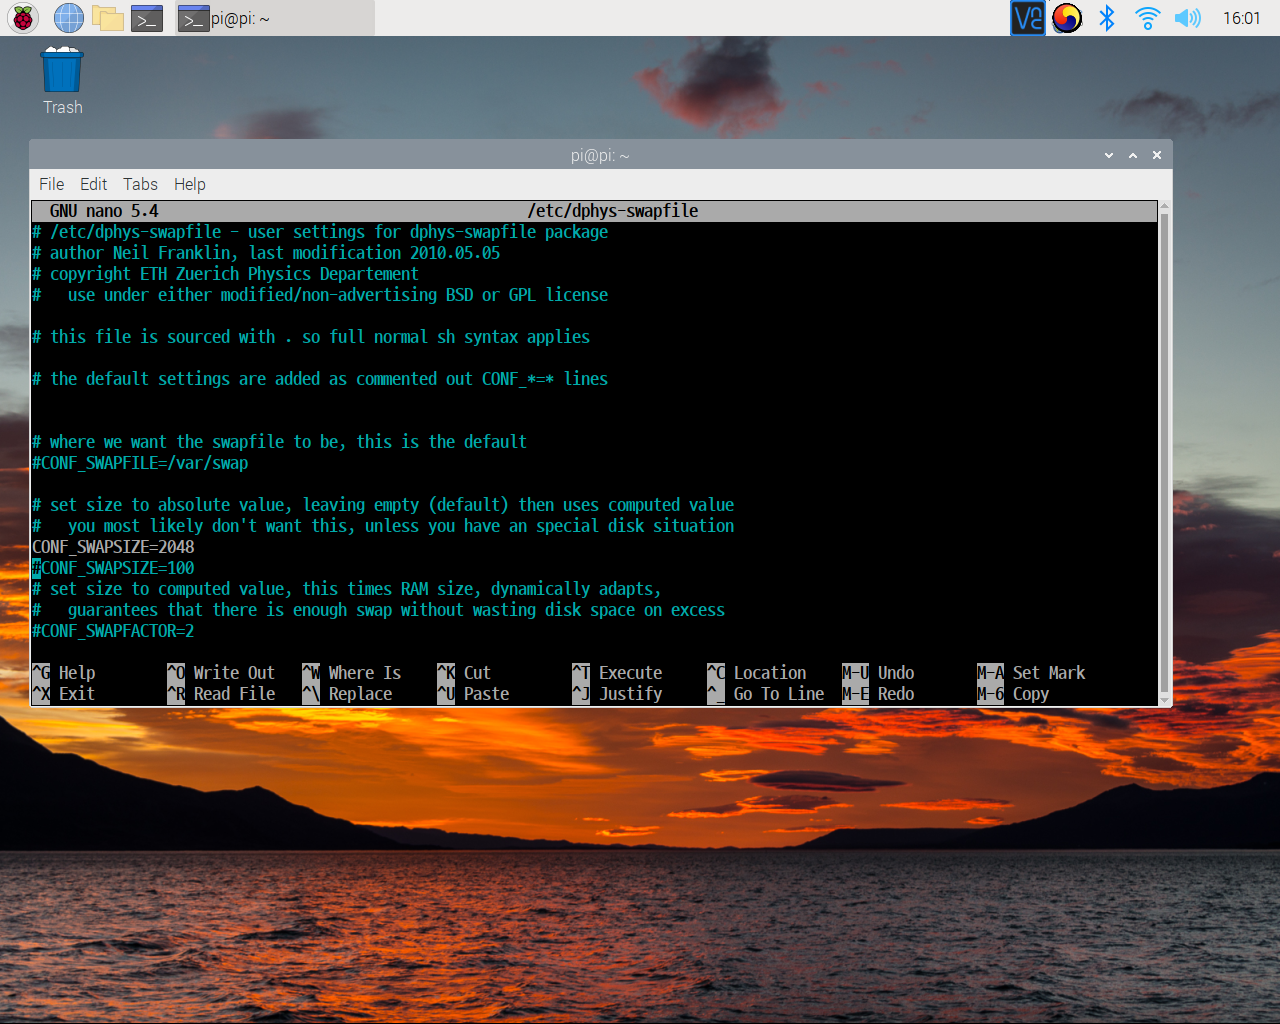 pi@pi: ~
16:01
Trash
pi@pi: ~
File Edit Tabs Help
GNU nano 5.4 /etc/dphys-swapfile
# /etc/dphys-swapfile - user settings for dphys-swapfile package
# author Neil Franklin, last modification 2010.05.05
# copyright ETH Zuerich Physics Departement
#   use under either modified/non-advertising BSD or GPL license
# this file is sourced with . so full normal sh syntax applies
# the default settings are added as commented out CONF_*=* lines
# where we want the swapfile to be, this is the default
#CONF_SWAPFILE=/var/swap
# set size to absolute value, leaving empty (default) then uses computed value
#   you most likely don't want this, unless you have an special disk situation
CONF_SWAPSIZE=2048
#CONF_SWAPSIZE=100
# set size to computed value, this times RAM size, dynamically adapts,
#   guarantees that there is enough swap without wasting disk space on excess
#CONF_SWAPFACTOR=2
^G Help ^O Write Out ^W Where Is ^K Cut ^T Execute ^C Location M-U Undo M-A Set Mark
^X Exit ^R Read File ^\ Replace ^U Paste ^J Justify ^_ Go To Line M-E Redo M-6 Copy